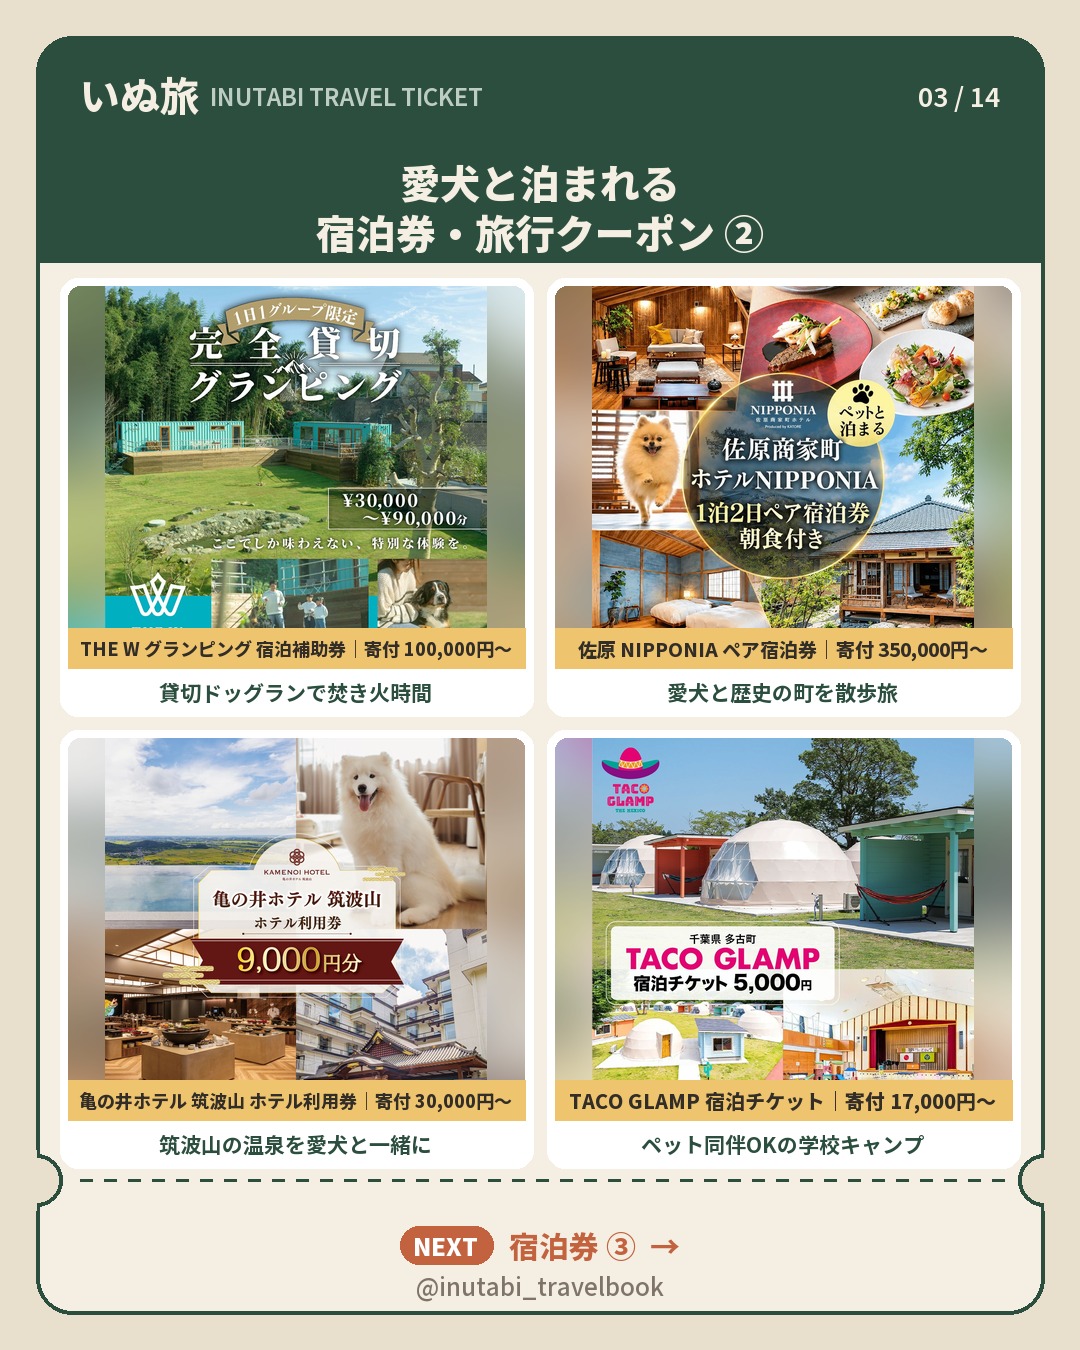 いぬ旅 INUTABI TRAVEL TICKET
03 / 14
愛犬と泊まれる
宿泊券・旅行クーポン ②
1日1グループ限定
完全貸切
グランピング
¥30,000
～¥90,000分
ここでしか味わえない、特別な体験を。
THE W グランピング 宿泊補助券｜寄付 100,000円～
貸切ドッグランで焚き火時間
NIPPONIA
ペットと
泊まる
佐原商家町
ホテルNIPPONIA
1泊2日ペア宿泊券
朝食付き
佐原 NIPPONIA ペア宿泊券｜寄付 350,000円～
愛犬と歴史の町を散歩旅
KAMENOI HOTEL
亀の井ホテル 筑波山
ホテル利用券
9,000円分
亀の井ホテル 筑波山 ホテル利用券｜寄付 30,000円～
筑波山の温泉を愛犬と一緒に
TACO
GLAMP
千葉県 多古町
TACO GLAMP
宿泊チケット 5,000円
TACO GLAMP 宿泊チケット｜寄付 17,000円～
ペット同伴OKの学校キャンプ
NEXT 宿泊券 ③ →
@inutabi_travelbook